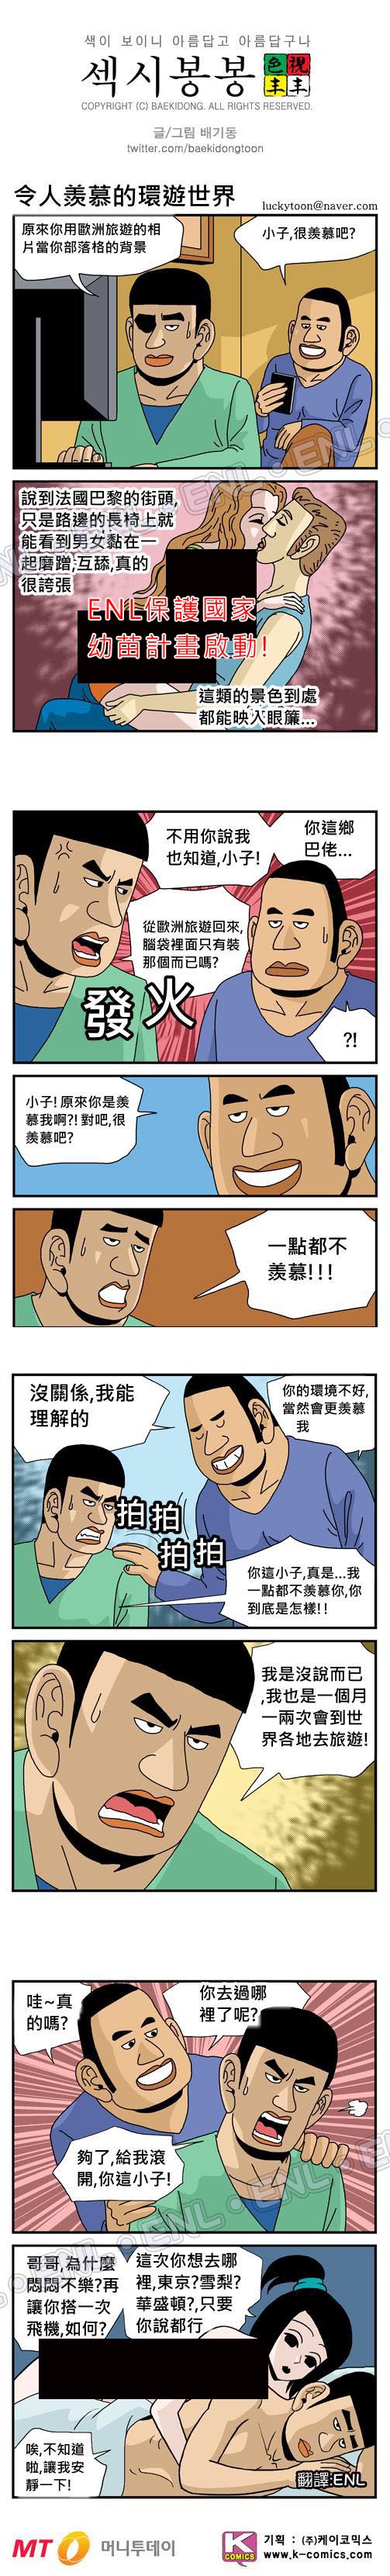 색이 보이니 아름답고 아름답구나
섹시봉봉 色 視 丰 丰
COPYRIGHT (C) BAEKIDONG. ALL RIGHTS RESERVED.
글/그림 배기동
twitter.com/baekidongtoon
令人羨慕的環遊世界
luckytoon@naver.com
原來你用歐洲旅遊的相
片當你部落格的背景
小子,很羨慕吧?
說到法國巴黎的街頭,
只是路邊的長椅上就
能看到男女黏在一
起磨蹭,互舔,真的
很誇張
ENL保護國家
幼苗計畫啟動!
這類的景色到處
都能映入眼簾...
不用你說我
也知道,小子!
你這鄉
巴佬...
從歐洲旅遊回來,
腦袋裡面只有裝
那個而已嗎?
發火
?!
小子!原來你是羨
慕我啊?!對吧,很
羨慕吧?
一點都不
羨慕!!!
沒關係,我能
理解的
你的環境不好,
當然會更羨慕
我
拍拍
拍拍
你這小子,真是...我
一點都不羨慕你,你
到底是怎樣!!
我是沒說而已
,我也是一個月
一兩次會到世
界各地去旅遊!
哇~真
的嗎?
你去過哪
裡了呢?
夠了,給我滾
開,你這小子!
ENL
哥哥,為什麼
悶悶不樂?再
讓你搭一次
飛機,如何?
這次你想去哪
裡,東京?雪梨?
華盛頓?,只要
你說都行
唉,不知道
啦,讓我安
靜一下!
翻譯:ENL
MT 머니투데이
K COMICS
기획 : (주)케이코믹스
www.k-comics.com